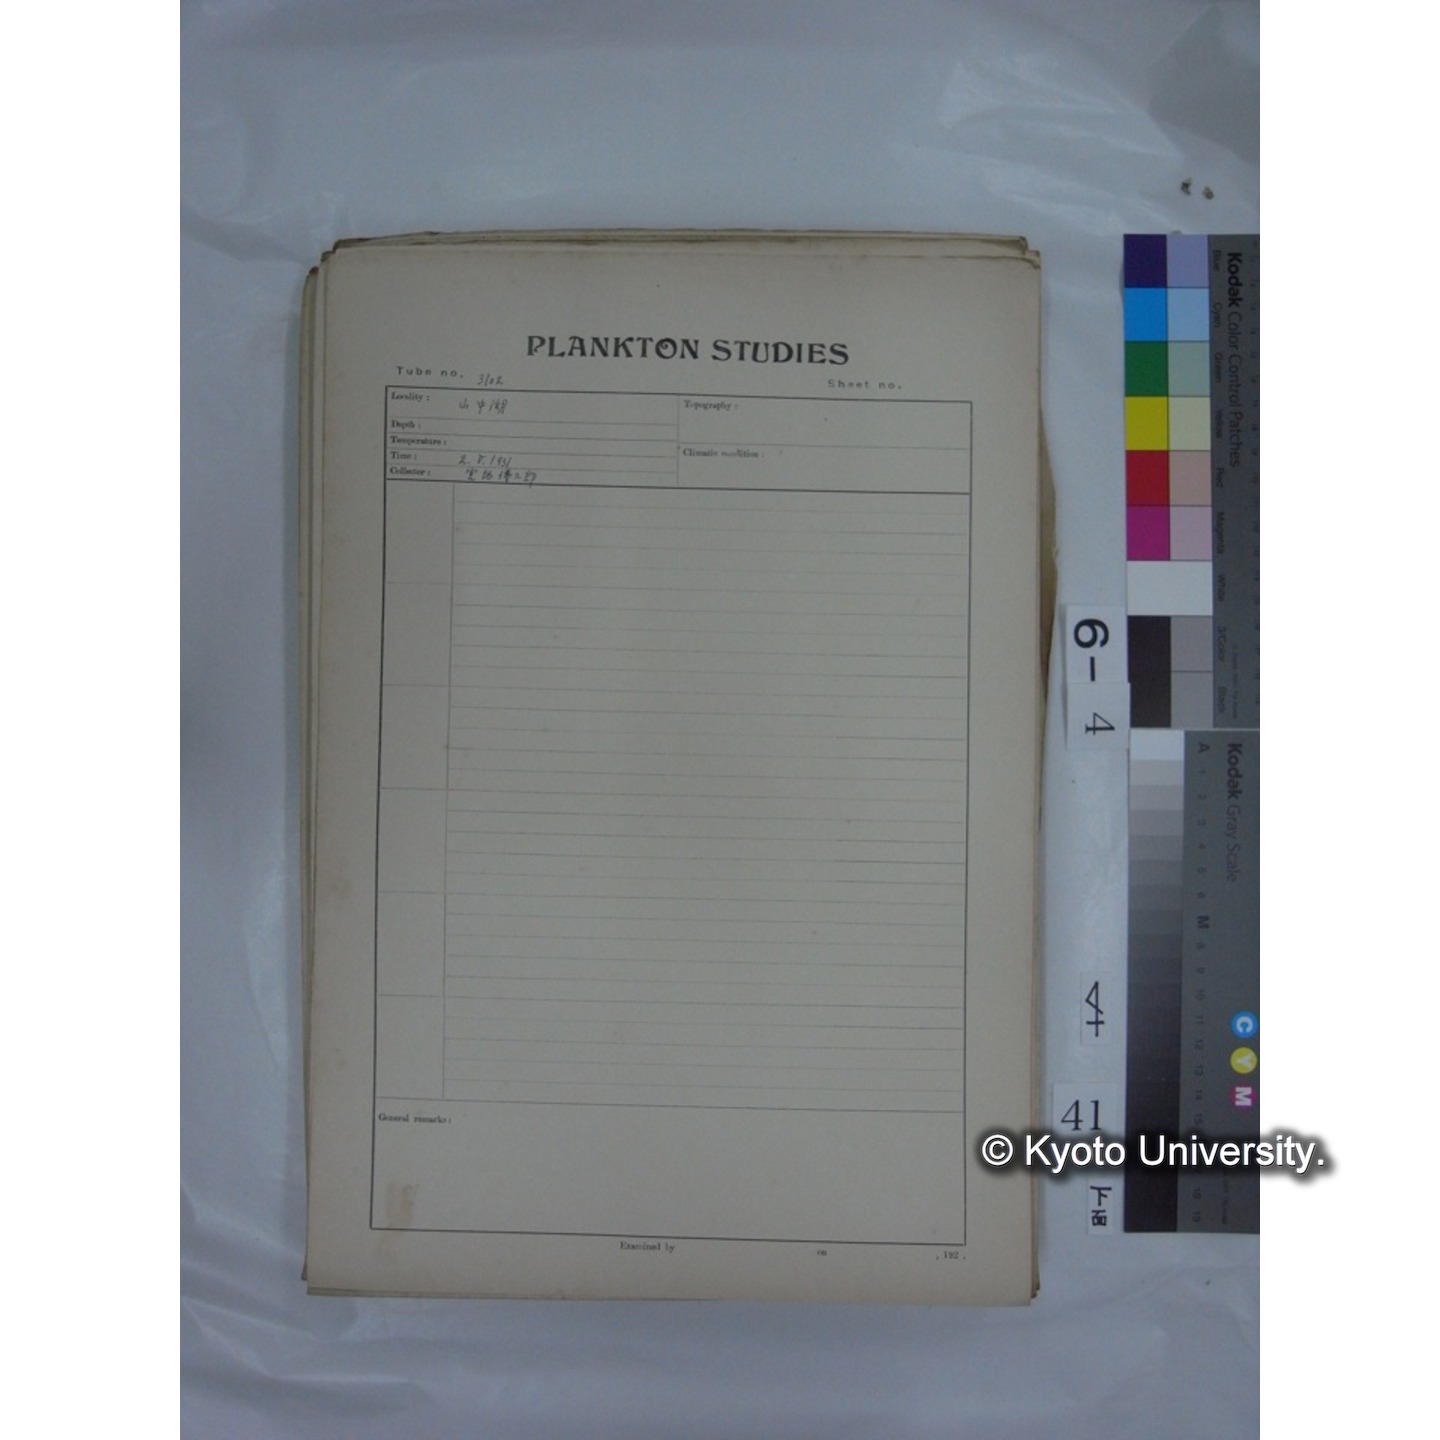 PLANKTON STUDIES
Tube no. 3102
Sheet no.
Locality: 山中湖
Topography:
Depth:
Temperature:
Climatic condition:
Time: 2. V. 1931
Collector:
General remarks:
Examined by on , 192 .
6-4
4
41
下
Kodak Color Control Patches
Blue Cyan Green Yellow Red Magenta White 3/Color Black
Kodak Gray Scale
A 1 2 3 4 5 6 M 8 9 10 11 12 13 14 15 18 19
C Y M
© Kyoto University.